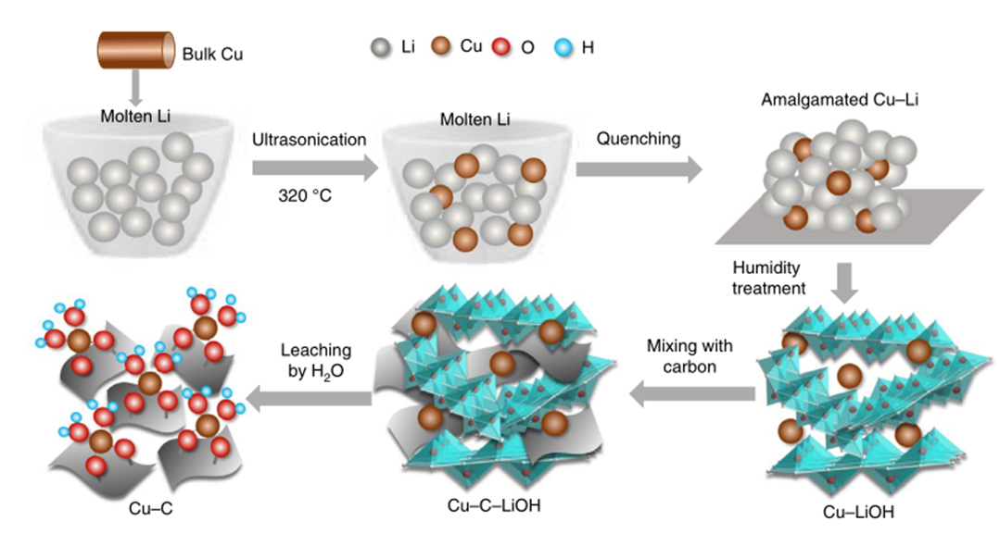 Bulk Cu
Li
Cu
O
H
Molten Li
Ultrasonication
320 °C
Molten Li
Quenching
Amalgamated Cu–Li
Humidity
treatment
Mixing with
carbon
Leaching
by H₂O
Cu–C
Cu–C–LiOH
Cu–LiOH